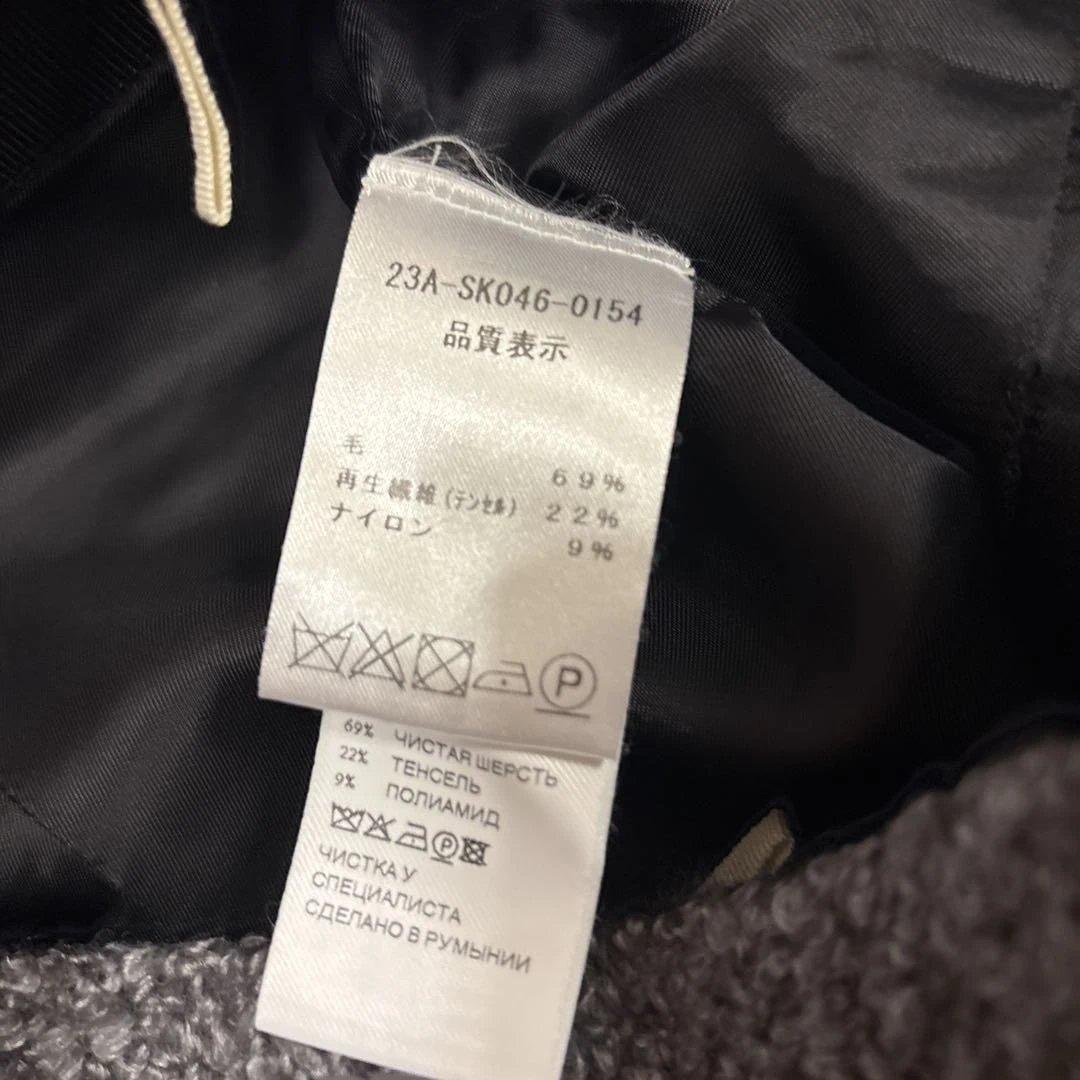 23A-SK046-0154
品質表示
毛 69%
再生繊維(テンセル) 22%
ナイロン 9%
P
69% ЧИСТАЯ ШЕРСТЬ
22% ТЕНСЕЛЬ
9% ПОЛИАМИД
P
ЧИСТКА У
СПЕЦИАЛИСТА
СДЕЛАНО В РУМЫНИИ